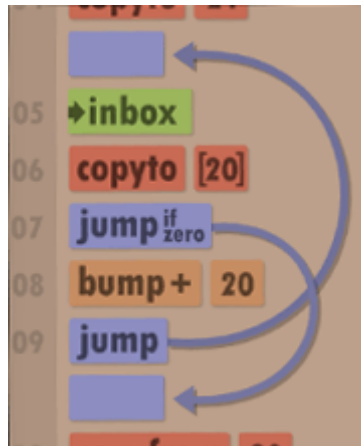 05 inbox
06 copyto [20]
07 jump if zero
08 bump+ 20
09 jump